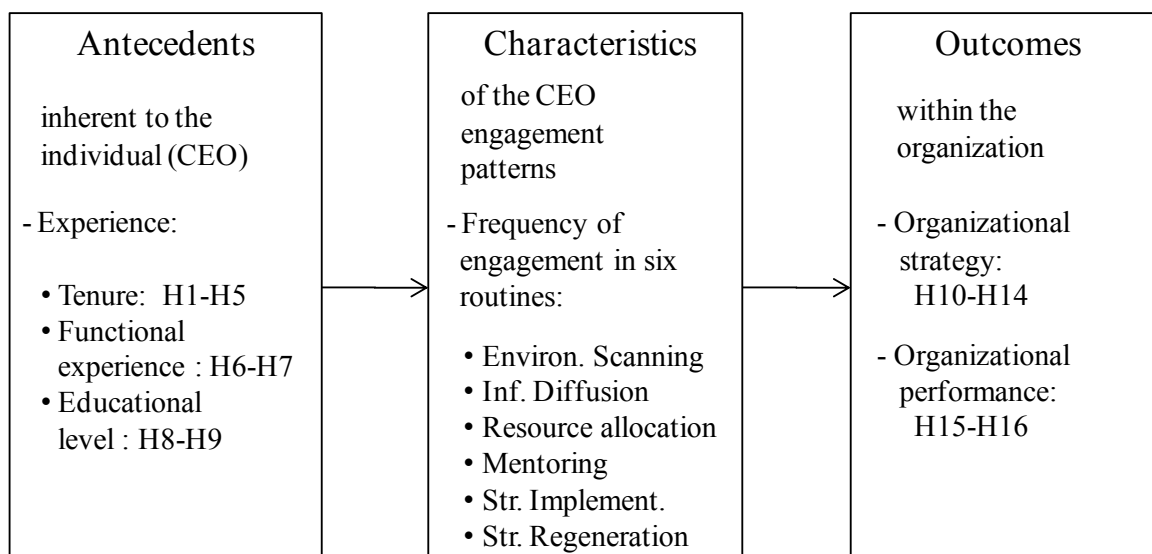 Antecedents
inherent to the
individual (CEO)
- Experience:
• Tenure: H1-H5
• Functional
experience : H6-H7
• Educational
level : H8-H9
Characteristics
of the CEO
engagement
patterns
- Frequency of
engagement in six
routines:
• Environ. Scanning
• Inf. Diffusion
• Resource allocation
• Mentoring
• Str. Implement.
• Str. Regeneration
Outcomes
within the
organization
- Organizational
strategy:
H10-H14
- Organizational
performance:
H15-H16